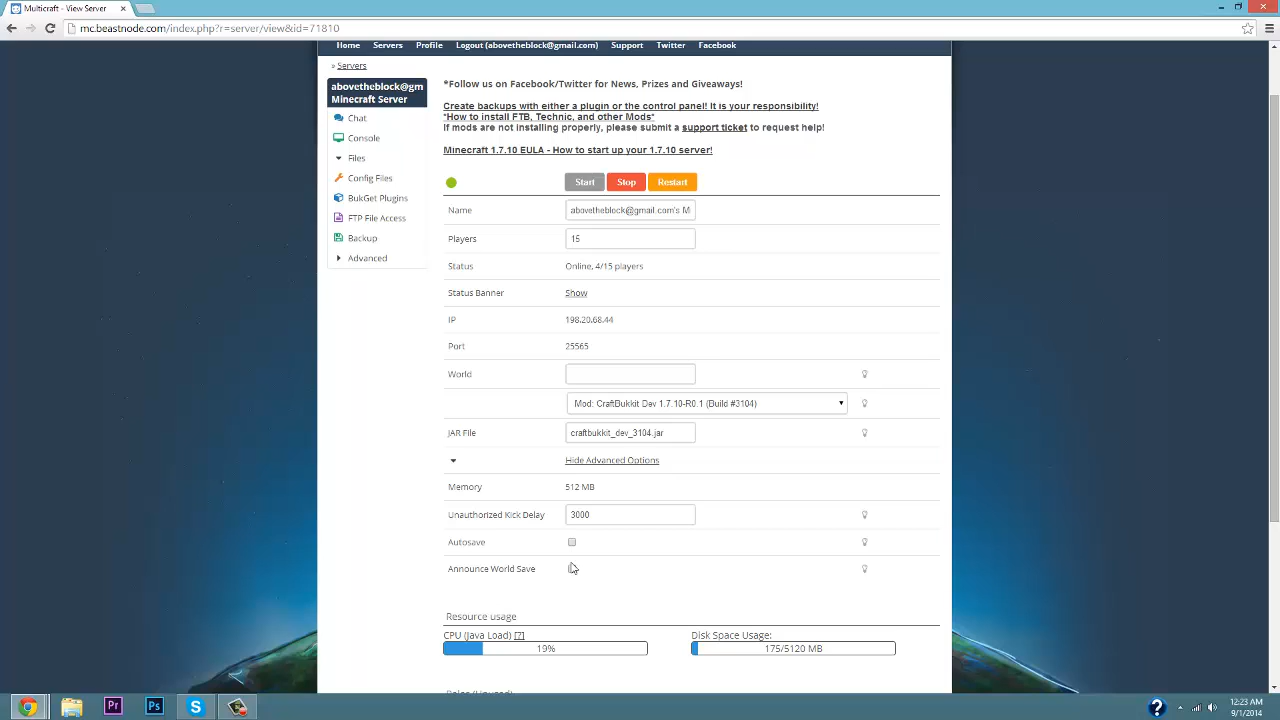 Multicraft - View Server
mc.beastnode.com/index.php?r=server/view&id=71810
Home Servers Profile Logout (abovetheblock@gmail.com) Support Twitter Facebook
» Servers
abovetheblock@gm
Minecraft Server
Chat
Console
Files
Config Files
BukGet Plugins
FTP File Access
Backup
Advanced
*Follow us on Facebook/Twitter for News, Prizes and Giveaways!
Create backups with either a plugin or the control panel! It is your responsibility!
*How to install FTB, Technic, and other Mods*
If mods are not installing properly, please submit a support ticket to request help!
Minecraft 1.7.10 EULA - How to start up your 1.7.10 server!
Start Stop Restart
Name abovetheblock@gmail.com's M
Players 15
Status Online, 4/15 players
Status Banner Show
IP 198.20.68.44
Port 25565
World
Mod: CraftBukkit Dev 1.7.10-R0.1 (Build #3104)
JAR File craftbukkit_dev_3104.jar
Hide Advanced Options
Memory 512 MB
Unauthorized Kick Delay 3000
Autosave
Announce World Save
Resource usage
CPU (Java Load) [?] Disk Space Usage:
19% 175/5120 MB
Pr Ps
12:23 AM
9/1/2014